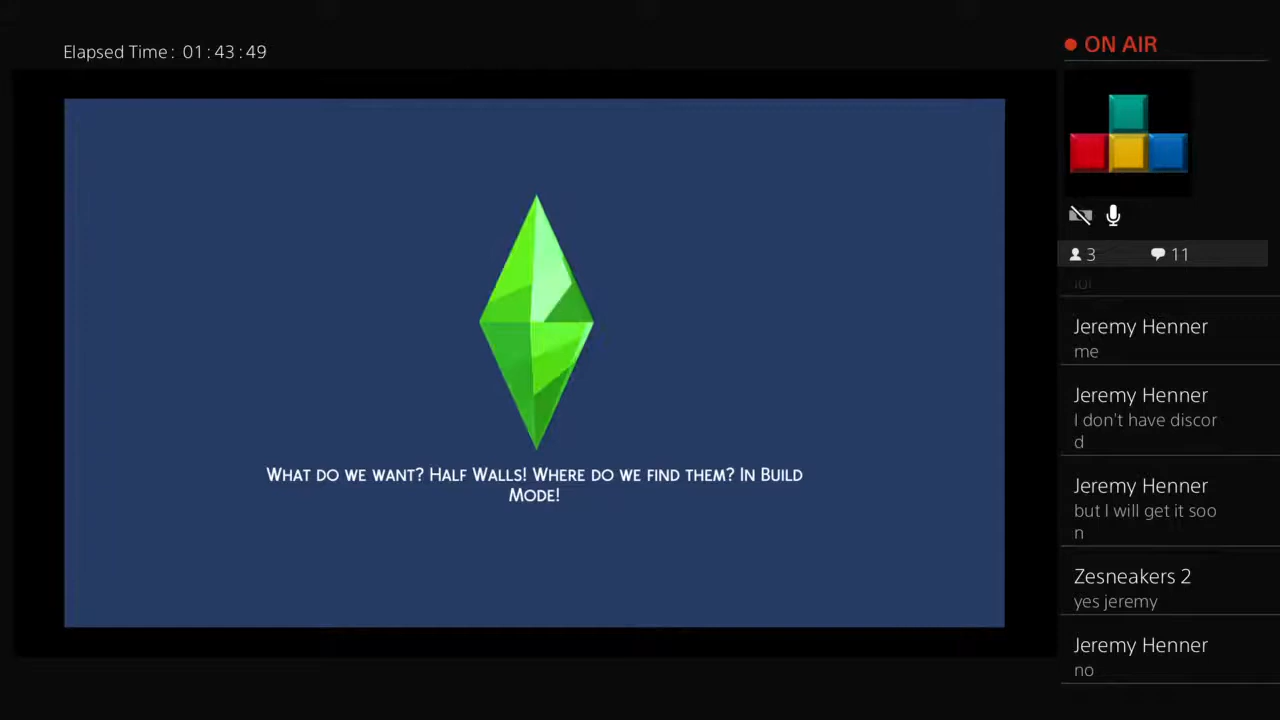 Elapsed Time: 01:43:49
ON AIR
3 11
lol
Jeremy Henner
me
Jeremy Henner
I don't have discor
d
Jeremy Henner
but I will get it soo
n
Zesneakers 2
yes jeremy
Jeremy Henner
no
WHAT DO WE WANT? HALF WALLS! WHERE DO WE FIND THEM? IN BUILD
MODE!